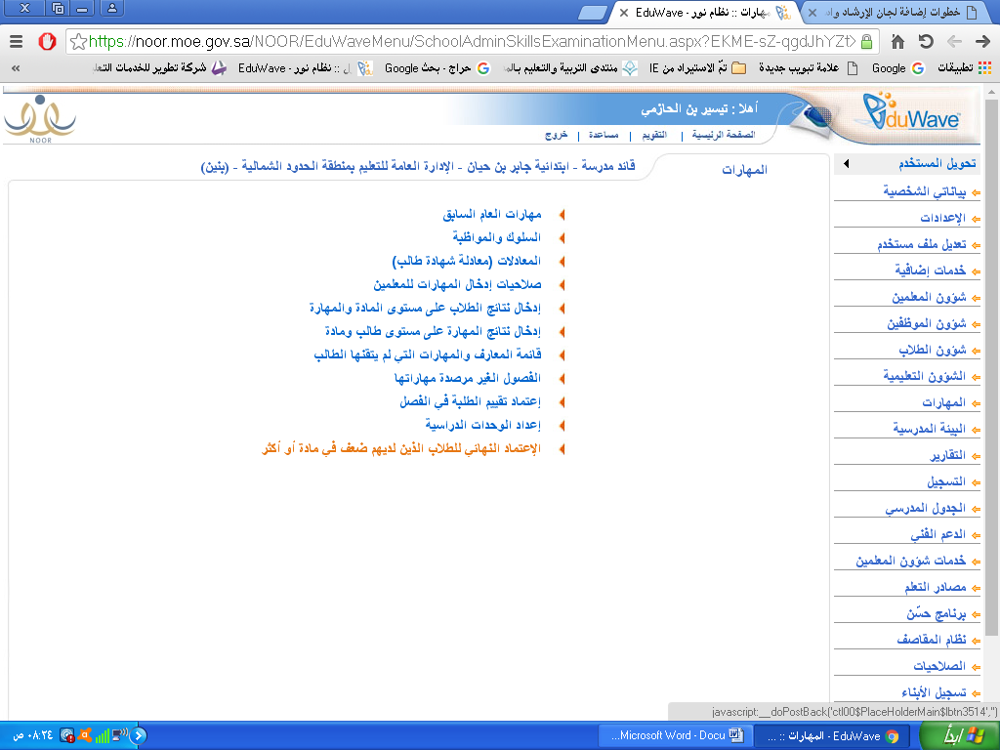 خطوات إضافة لجان الإرشاد وا
مهارات :: نظام نور - EduWave
https://noor.moe.gov.sa/NOOR/EduWaveMenu/SchoolAdminSkillsExaminationMenu.aspx?EKME-sZ-qgdJhYZt
تطبيقات
Google
علامة تبويب جديدة
تمّ الاستيراد من IE
منتدى التربية والتعليم بالمد
حراج - بحث Google
ل :: نظام نور - EduWave
شركة تطوير للخدمات التعليم
»
duWave
أهلا : تيسير بن الحازمي
الصفحة الرئيسية | التقويم | مساعدة | خروج
NOOR
تحويل المستخدم
المهارات
قائد مدرسة - ابتدائية جابر بن حيان - الإدارة العامة للتعليم بمنطقة الحدود الشمالية - (بنين)
بياناتي الشخصية
الإعدادات
تعديل ملف مستخدم
خدمات إضافية
شؤون المعلمين
شؤون الموظفين
شؤون الطلاب
الشؤون التعليمية
المهارات
البيئة المدرسية
التقارير
التسجيل
الجدول المدرسي
الدعم الفني
خدمات شؤون المعلمين
مصادر التعلم
برنامج حسّن
نظام المقاصف
الصلاحيات
تسجيل الأبناء
مهارات العام السابق
السلوك والمواظبة
المعادلات (معادلة شهادة طالب)
صلاحيات إدخال المهارات للمعلمين
إدخال نتائج الطلاب على مستوى المادة والمهارة
إدخال نتائج المهارة على مستوى طالب ومادة
قائمة المعارف والمهارات التي لم يتقنها الطالب
الفصول الغير مرصدة مهاراتها
إعتماد تقييم الطلبة في الفصل
إعداد الوحدات الدراسية
الإعتماد النهائي للطلاب الذين لديهم ضعف في مادة أو أكثر
javascript:__doPostBack('ctl00$PlaceHolderMain$lbtn3514','')
ابدأ
EduWave - المهارات :: ...
Microsoft Word - Docu...
٠٨:٢٤ ص